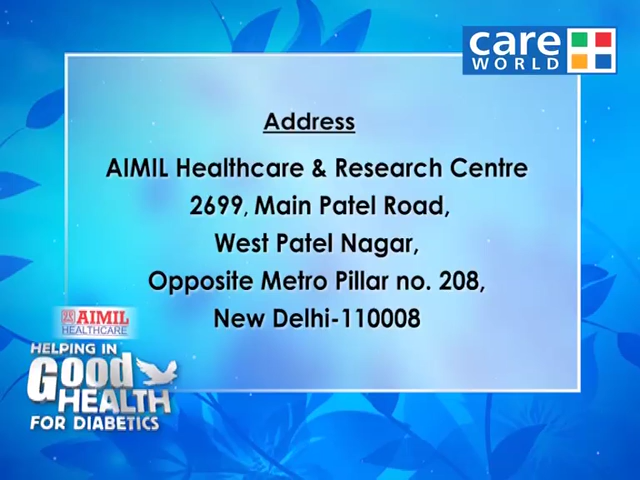 care
WORLD
Address
AIMIL Healthcare & Research Centre
2699, Main Patel Road,
West Patel Nagar,
Opposite Metro Pillar no. 208,
New Delhi-110008
AIMIL
HEALTHCARE
HELPING IN
Good
HEALTH
FOR DIABETICS